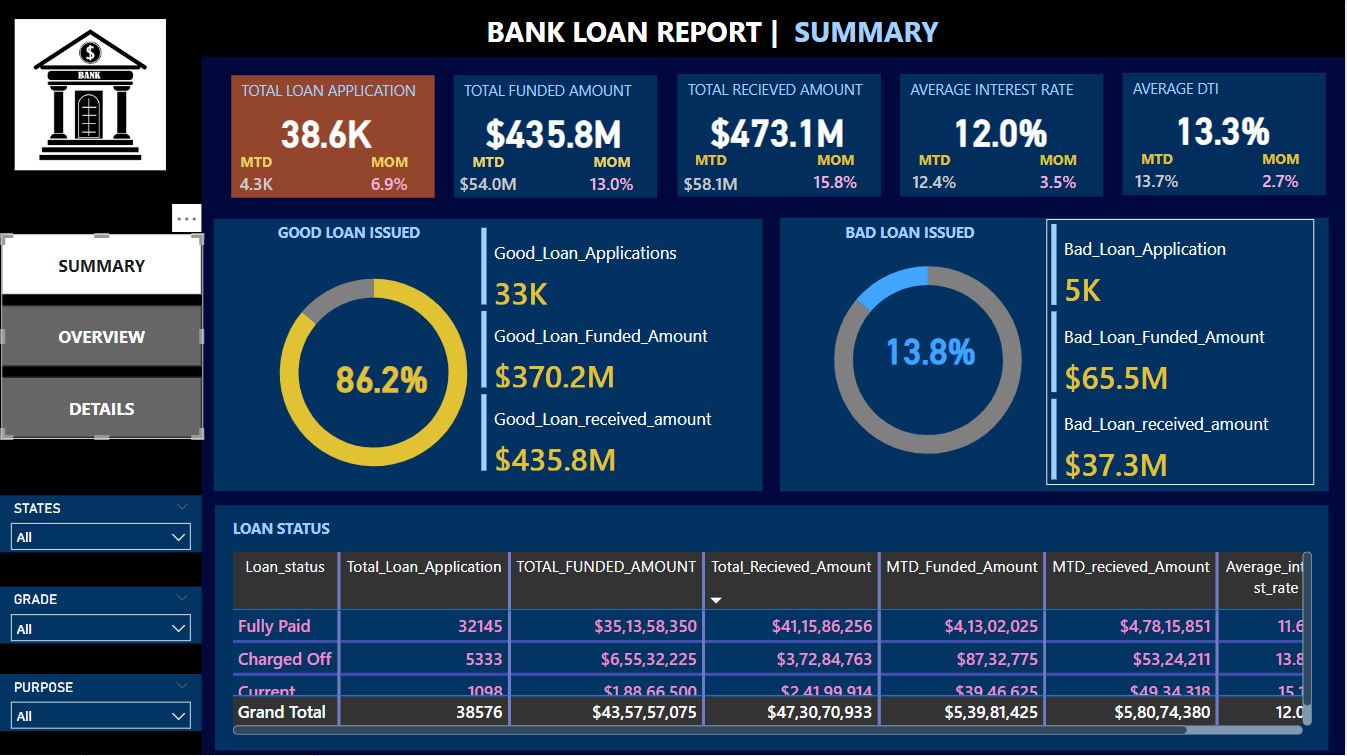 BANK LOAN REPORT | SUMMARY
$
BANK
TOTAL LOAN APPLICATION
38.6K
MTD MOM
4.3K 6.9%
TOTAL FUNDED AMOUNT
$435.8M
MTD MOM
$54.0M 13.0%
TOTAL RECIEVED AMOUNT
$473.1M
MTD MOM
$58.1M 15.8%
AVERAGE INTEREST RATE
12.0%
MTD MOM
12.4% 3.5%
AVERAGE DTI
13.3%
MTD MOM
13.7% 2.7%
...
SUMMARY
OVERVIEW
DETAILS
STATES
All
GRADE
All
PURPOSE
All
GOOD LOAN ISSUED
86.2%
Good_Loan_Applications
33K
Good_Loan_Funded_Amount
$370.2M
Good_Loan_received_amount
$435.8M
BAD LOAN ISSUED
13.8%
Bad_Loan_Application
5K
Bad_Loan_Funded_Amount
$65.5M
Bad_Loan_received_amount
$37.3M
LOAN STATUS
Loan_status Total_Loan_Application TOTAL_FUNDED_AMOUNT Total_Recieved_Amount MTD_Funded_Amount MTD_recieved_Amount Average_int
st_rate
Fully Paid 32145 $35,13,58,350 $41,15,86,256 $4,13,02,025 $4,78,15,851 11.6
Charged Off 5333 $6,55,32,225 $3,72,84,763 $87,32,775 $53,24,211 13.8
Current 1098 $1,88,66,500 $2,41,99,914 $39,46,625 $49,34,318 15.1
Grand Total 38576 $43,57,57,075 $47,30,70,933 $5,39,81,425 $5,80,74,380 12.0